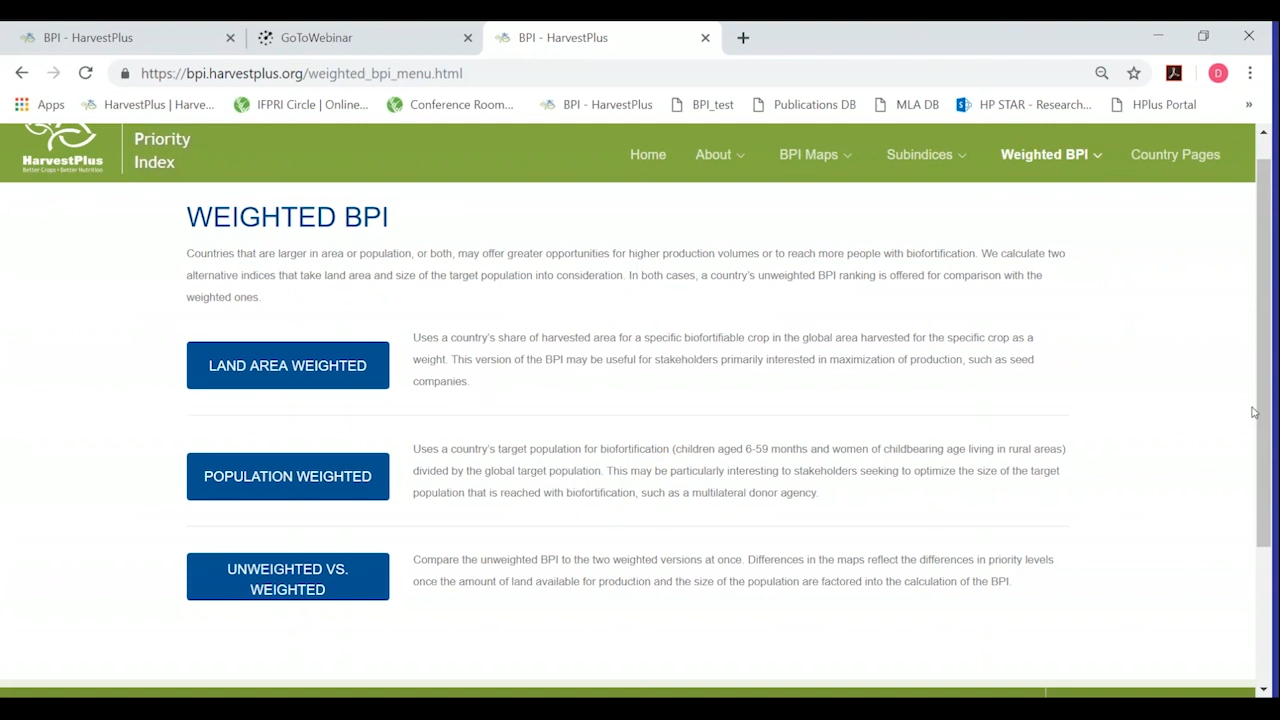 BPI - HarvestPlus
GoToWebinar
BPI - HarvestPlus
https://bpi.harvestplus.org/weighted_bpi_menu.html
D
Apps
HarvestPlus | Harve...
IFPRI Circle | Online...
Conference Room...
BPI - HarvestPlus
BPI_test
Publications DB
MLA DB
HP STAR - Research...
HPlus Portal
»
HarvestPlus
Better Crops • Better Nutrition
Priority
Index
Home
About
BPI Maps
Subindices
Weighted BPI
Country Pages
WEIGHTED BPI
Countries that are larger in area or population, or both, may offer greater opportunities for higher production volumes or to reach more people with biofortification. We calculate two
alternative indices that take land area and size of the target population into consideration. In both cases, a country's unweighted BPI ranking is offered for comparison with the
weighted ones.
LAND AREA WEIGHTED
Uses a country's share of harvested area for a specific biofortifiable crop in the global area harvested for the specific crop as a
weight. This version of the BPI may be useful for stakeholders primarily interested in maximization of production, such as seed
companies.
POPULATION WEIGHTED
Uses a country's target population for biofortification (children aged 6-59 months and women of childbearing age living in rural areas)
divided by the global target population. This may be particularly interesting to stakeholders seeking to optimize the size of the target
population that is reached with biofortification, such as a multilateral donor agency.
UNWEIGHTED VS.
WEIGHTED
Compare the unweighted BPI to the two weighted versions at once. Differences in the maps reflect the differences in priority levels
once the amount of land available for production and the size of the population are factored into the calculation of the BPI.